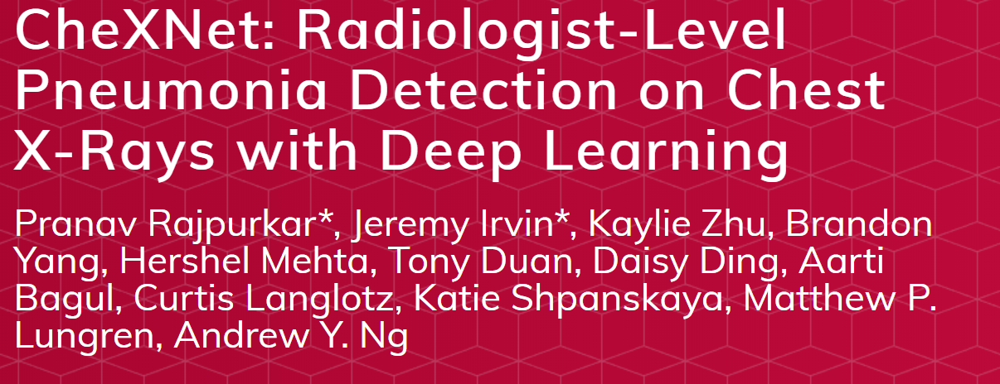 CheXNet: Radiologist-Level
Pneumonia Detection on Chest
X-Rays with Deep Learning
Pranav Rajpurkar*, Jeremy Irvin*, Kaylie Zhu, Brandon
Yang, Hershel Mehta, Tony Duan, Daisy Ding, Aarti
Bagul, Curtis Langlotz, Katie Shpanskaya, Matthew P.
Lungren, Andrew Y. Ng